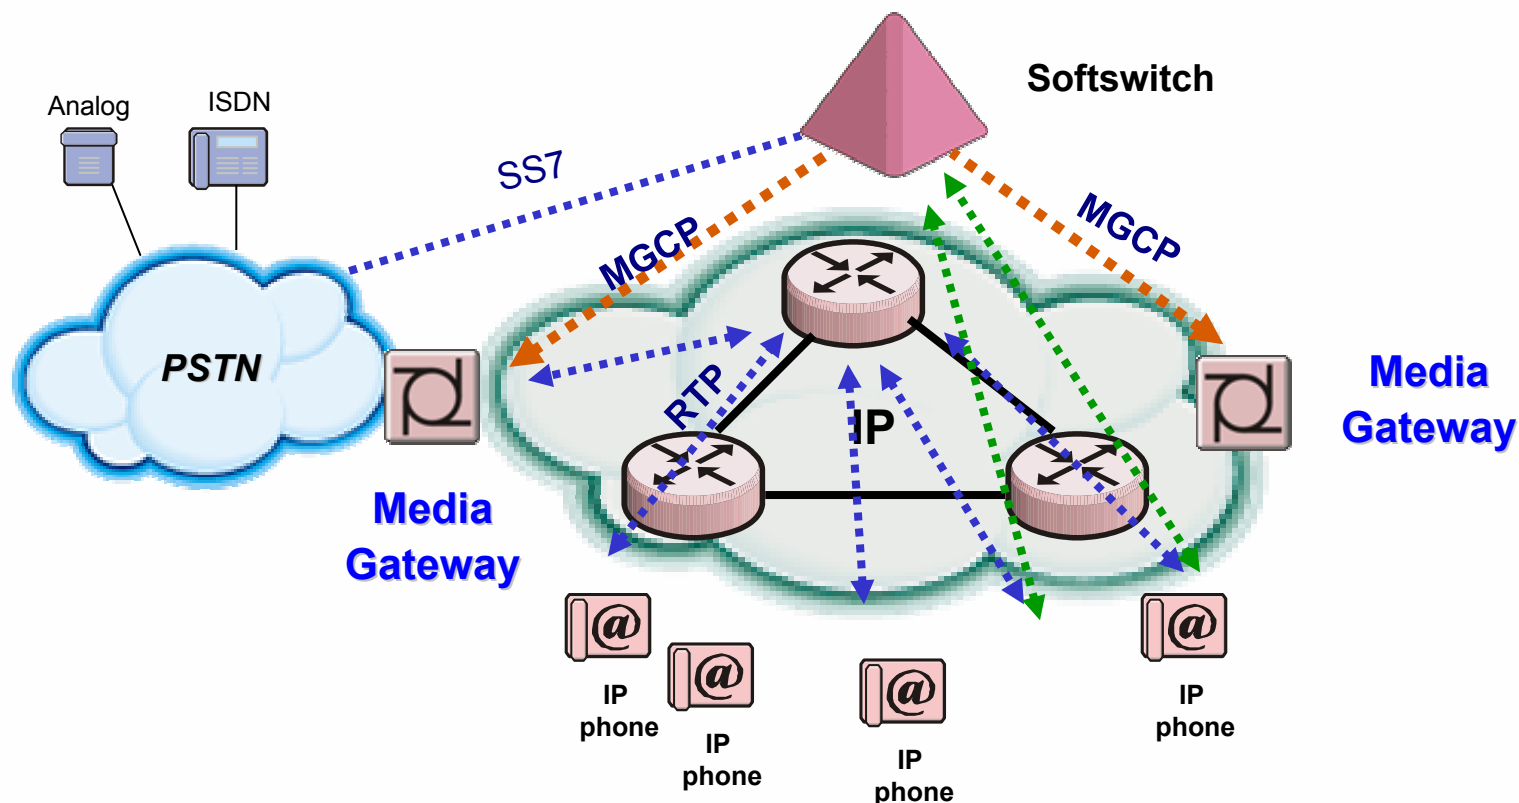 Softswitch
Analog
ISDN
SS7
MGCP
MGCP
PSTN
RTP
IP
Media
Gateway
Media
Gateway
@
IP
phone
@
IP
phone
@
IP
phone
@
IP
phone